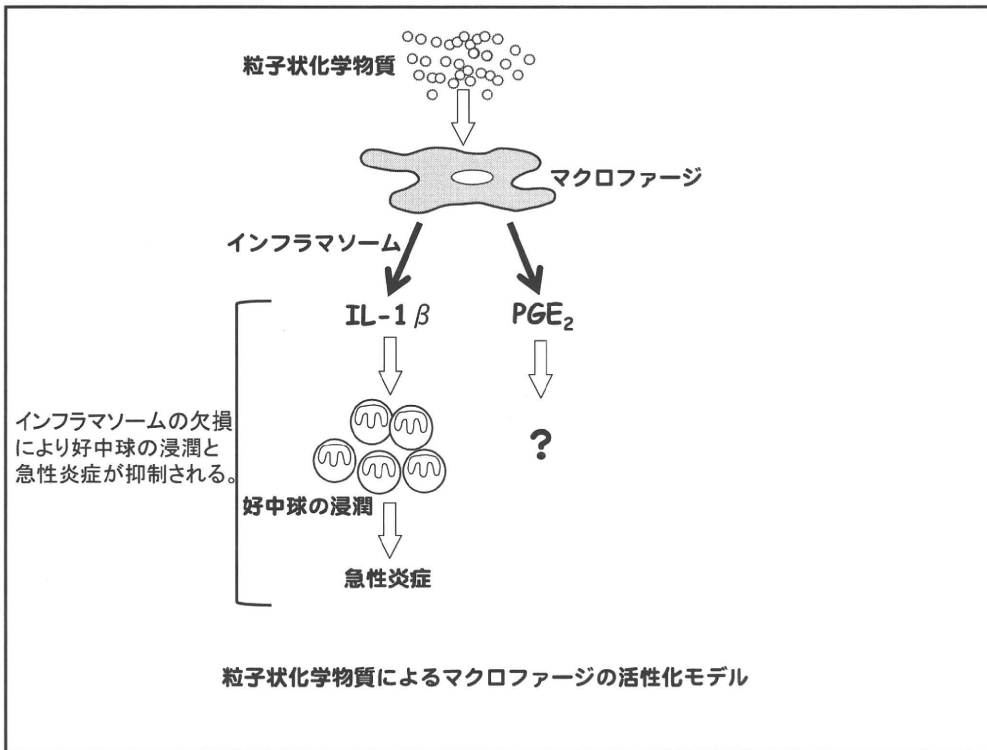 粒子状化学物質
マクロファージ
インフラマソーム
IL-1β
PGE₂
インフラマソームの欠損
により好中球の浸潤と
急性炎症が抑制される。
?
好中球の浸潤
急性炎症
粒子状化学物質によるマクロファージの活性化モデル